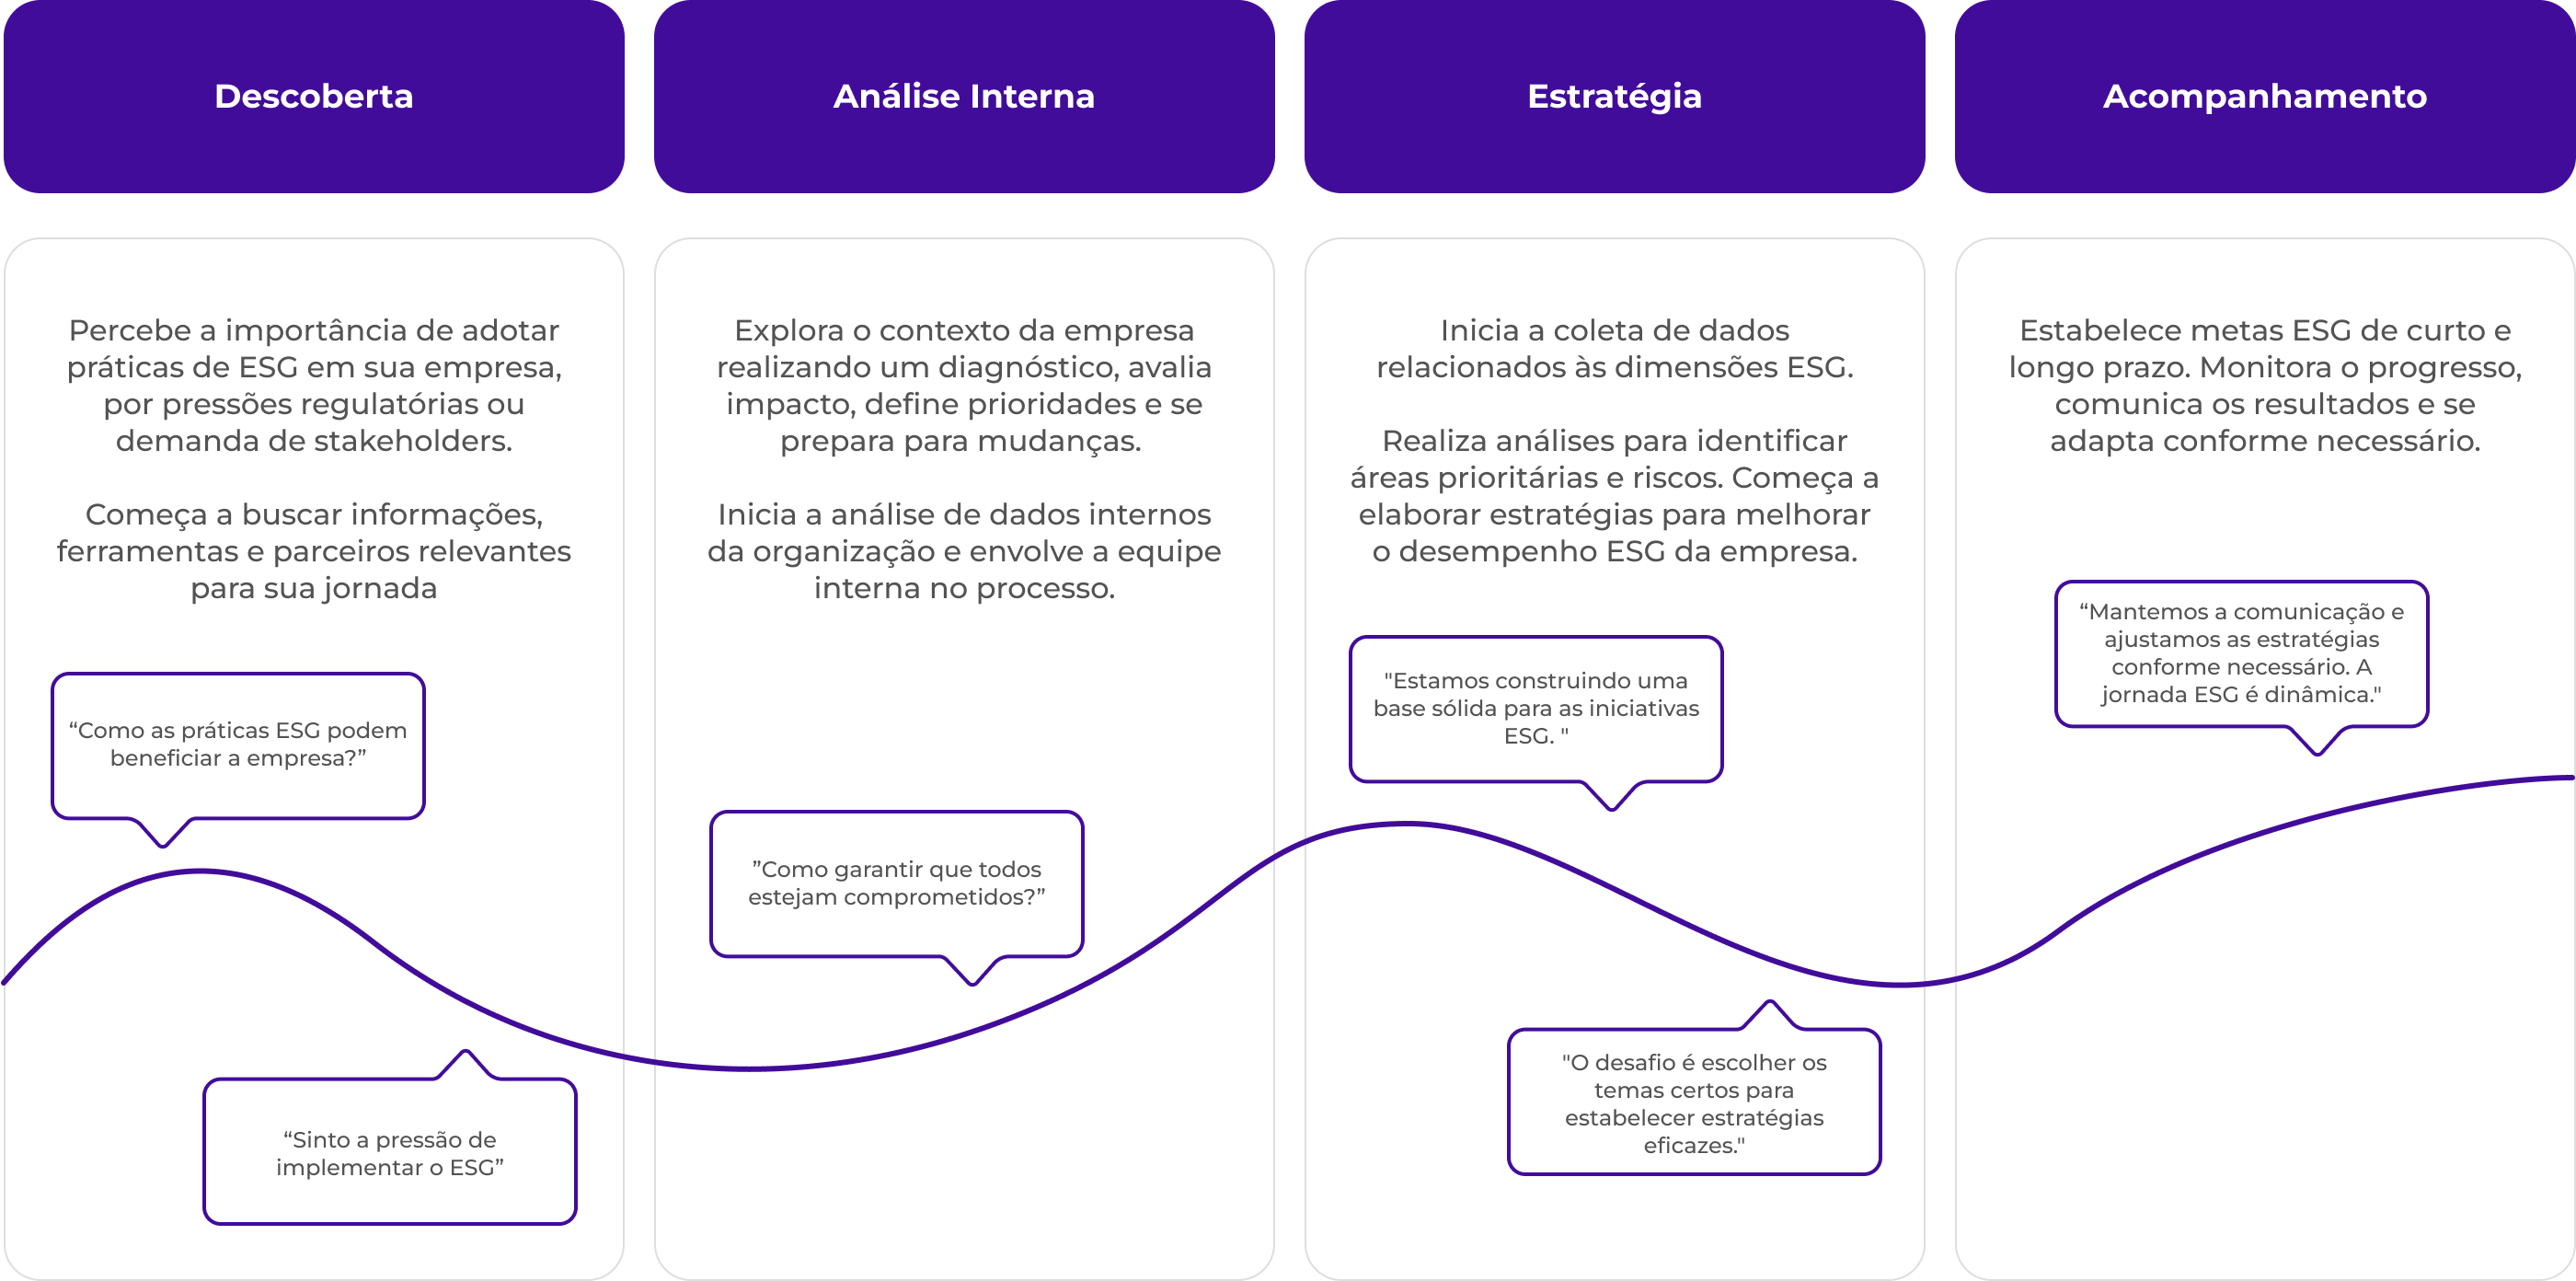 Descoberta
Análise Interna
Estratégia
Acompanhamento
Percebe a importância de adotar
práticas de ESG em sua empresa,
por pressões regulatórias ou
demanda de stakeholders.
Começa a buscar informações,
ferramentas e parceiros relevantes
para sua jornada
“Como as práticas ESG podem
beneficiar a empresa?”
“Sinto a pressão de
implementar o ESG”
Explora o contexto da empresa
realizando um diagnóstico, avalia
impacto, define prioridades e se
prepara para mudanças.
Inicia a análise de dados internos
da organização e envolve a equipe
interna no processo.
”Como garantir que todos
estejam comprometidos?”
Inicia a coleta de dados
relacionados às dimensões ESG.
Realiza análises para identificar
áreas prioritárias e riscos. Começa a
elaborar estratégias para melhorar
o desempenho ESG da empresa.
"Estamos construindo uma
base sólida para as iniciativas
ESG. "
"O desafio é escolher os
temas certos para
estabelecer estratégias
eficazes."
Estabelece metas ESG de curto e
longo prazo. Monitora o progresso,
comunica os resultados e se
adapta conforme necessário.
“Mantemos a comunicação e
ajustamos as estratégias
conforme necessário. A
jornada ESG é dinâmica."